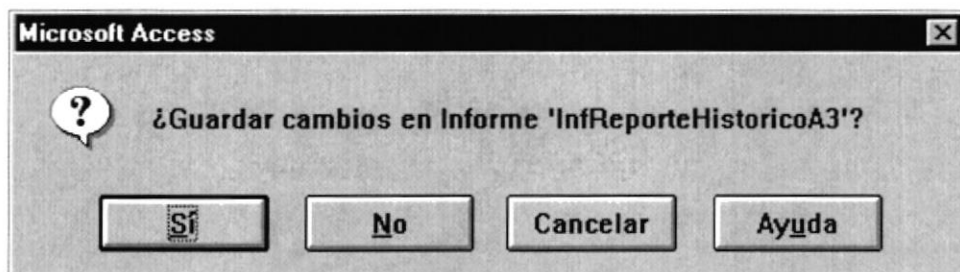 Microsoft Access
¿Guardar cambios en Informe 'InfReporteHistoricoA3'?
Sí
No
Cancelar
Ayuda